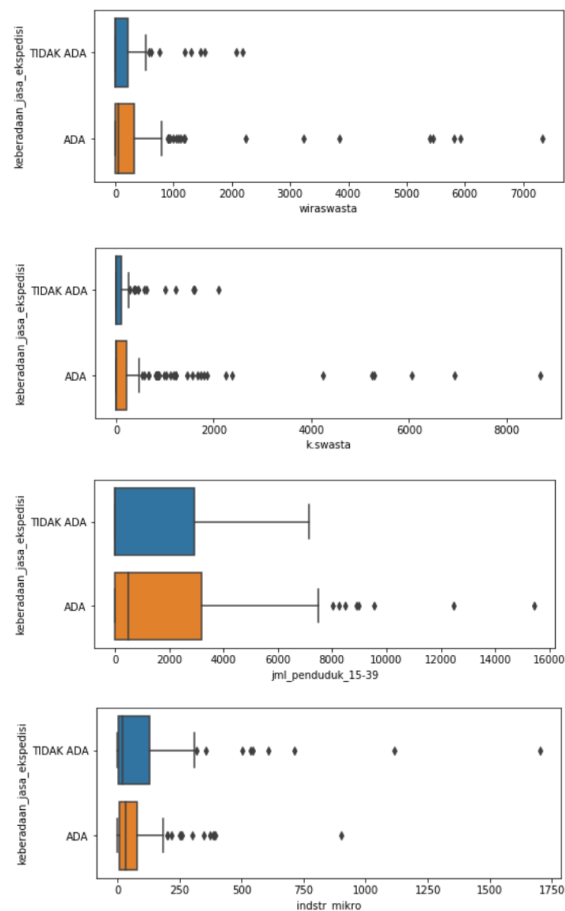 keberadaan_jasa_ekspedisi
TIDAK ADA
ADA
0 1000 2000 3000 4000 5000 6000 7000
wiraswasta
keberadaan_jasa_ekspedisi
TIDAK ADA
ADA
0 2000 4000 6000 8000
k.swasta
keberadaan_jasa_ekspedisi
TIDAK ADA
ADA
0 2000 4000 6000 8000 10000 12000 14000 16000
jml_penduduk_15-39
keberadaan_jasa_ekspedisi
TIDAK ADA
ADA
0 250 500 750 1000 1250 1500 1750
indstr_mikro